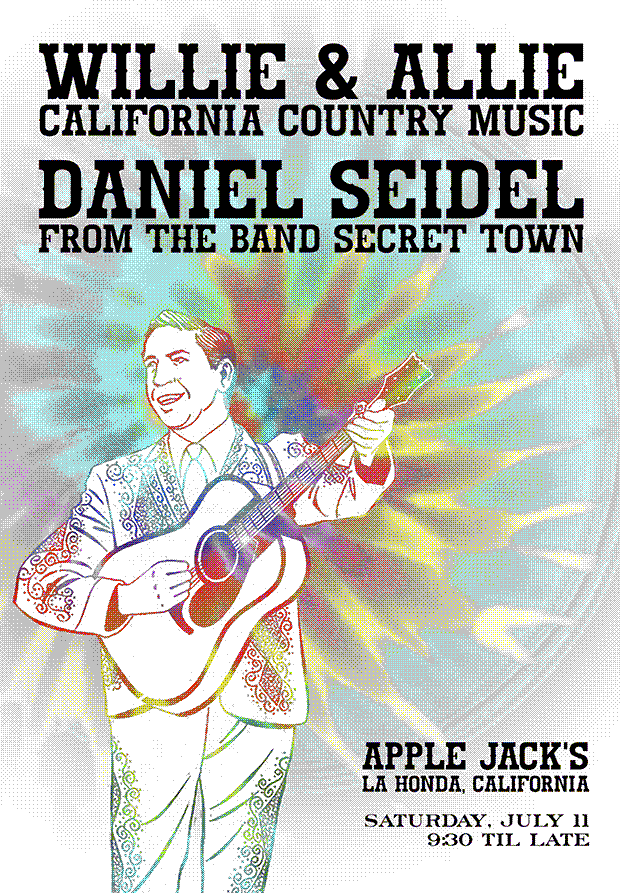 WILLIE & ALLIE
CALIFORNIA COUNTRY MUSIC
DANIEL SEIDEL
FROM THE BAND SECRET TOWN
APPLE JACK'S
LA HONDA, CALIFORNIA
SATURDAY, JULY 11
9:30 TIL LATE